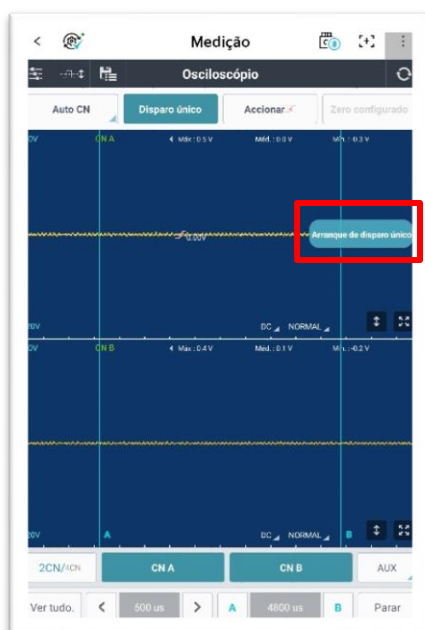 Medição
Osciloscópio
Auto CN Disparo único Accionar Zero configurado
0V CN A Máx : 0.5 V Méd. : 0.0 V Mín. : -0.3 V
0.00V
Arranque de disparo único
DC NORMAL
CN B Máx : 0.4 V Méd. : 0.1 V Mín. : -0.2 V
A DC NORMAL B
2CN/4CN CN A CN B AUX
Ver tudo. < 500 us > A 4800 us B Parar